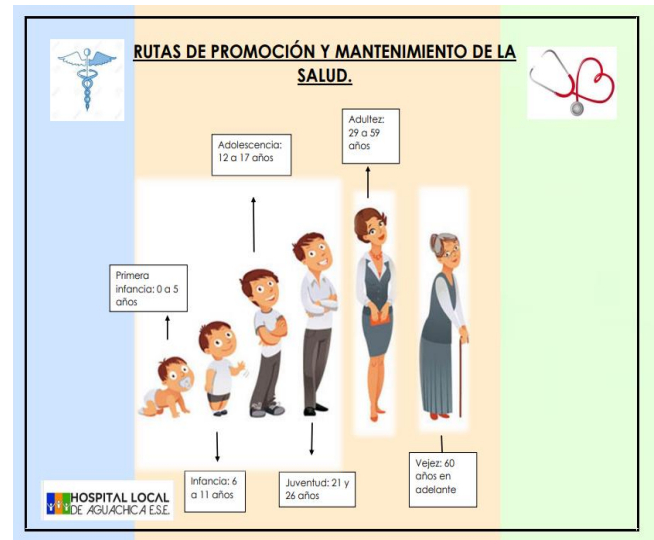 RUTAS DE PROMOCIÓN Y MANTENIMIENTO DE LA
SALUD.
Adultez:
29 a 59
años
Adolescencia:
12 a 17 años
Primera
infancia: 0 a 5
años
Infancia: 6
a 11 años
Juventud: 21 y
26 años
Vejez: 60
años en
adelante
HOSPITAL LOCAL
DE AGUACHICA E.S.E.